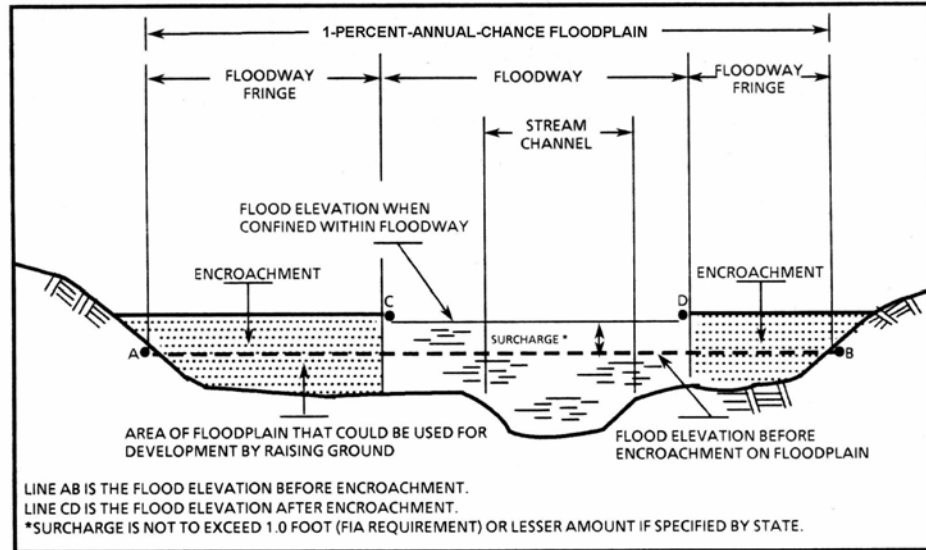 1-PERCENT-ANNUAL-CHANCE FLOODPLAIN
FLOODWAY
FRINGE
FLOODWAY
FLOODWAY
FRINGE
STREAM
CHANNEL
FLOOD ELEVATION WHEN
CONFINED WITHIN FLOODWAY
ENCROACHMENT
ENCROACHMENT
C
D
SURCHARGE *
A
B
AREA OF FLOODPLAIN THAT COULD BE USED FOR
DEVELOPMENT BY RAISING GROUND
FLOOD ELEVATION BEFORE
ENCROACHMENT ON FLOODPLAIN
LINE AB IS THE FLOOD ELEVATION BEFORE ENCROACHMENT.
LINE CD IS THE FLOOD ELEVATION AFTER ENCROACHMENT.
*SURCHARGE IS NOT TO EXCEED 1.0 FOOT (FIA REQUIREMENT) OR LESSER AMOUNT IF SPECIFIED BY STATE.